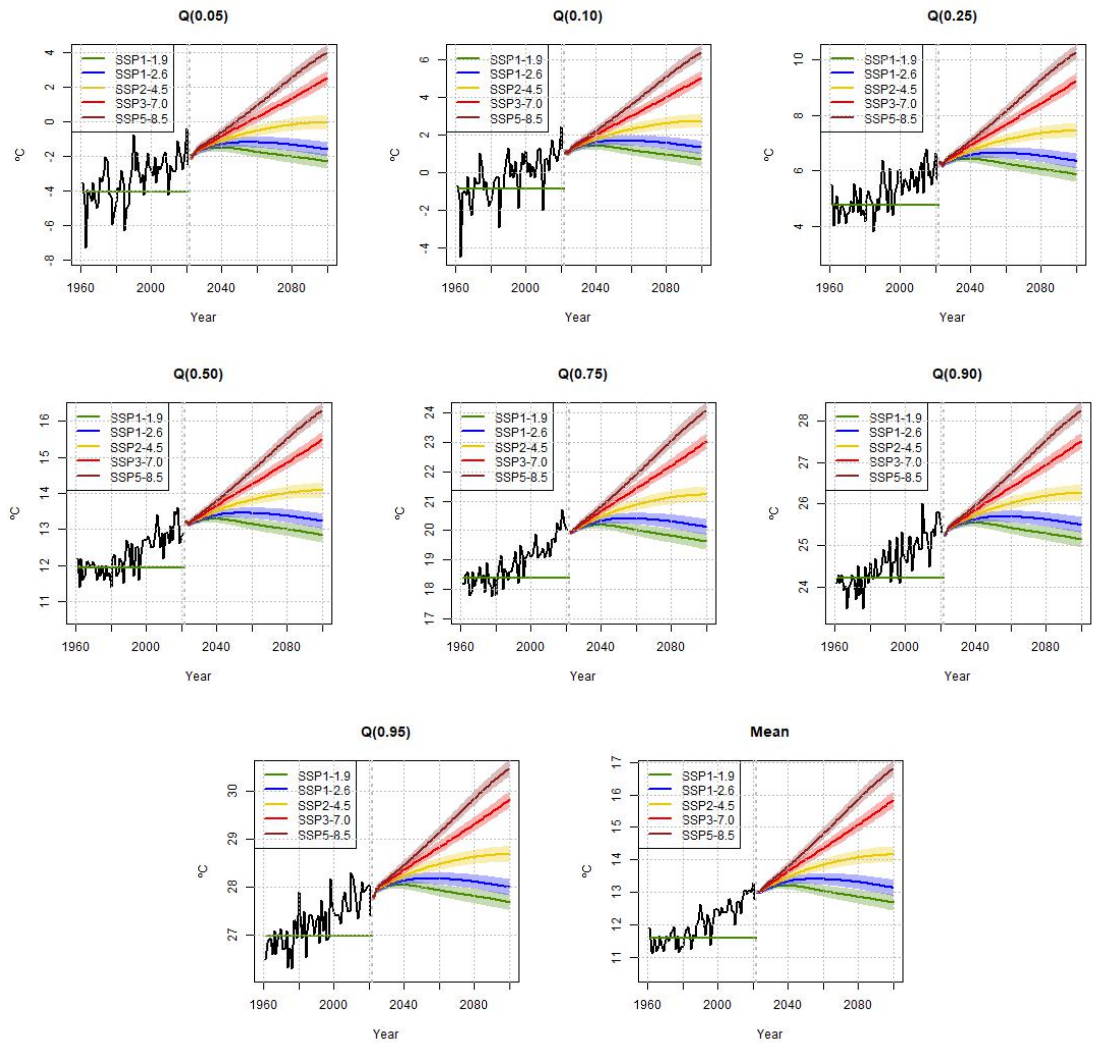 Q(0.05)
4
2
0
-2
-4
-6
-8
ºC
SSP1-1.9
SSP1-2.6
SSP2-4.5
SSP3-7.0
SSP5-8.5
1960 2000 2040 2080
Year
Q(0.10)
6
4
2
0
-2
-4
ºC
SSP1-1.9
SSP1-2.6
SSP2-4.5
SSP3-7.0
SSP5-8.5
1960 2000 2040 2080
Year
Q(0.25)
10
8
6
4
ºC
SSP1-1.9
SSP1-2.6
SSP2-4.5
SSP3-7.0
SSP5-8.5
1960 2000 2040 2080
Year
Q(0.50)
16
15
14
13
12
11
ºC
SSP1-1.9
SSP1-2.6
SSP2-4.5
SSP3-7.0
SSP5-8.5
1960 2000 2040 2080
Year
Q(0.75)
24
23
22
21
20
19
18
17
ºC
SSP1-1.9
SSP1-2.6
SSP2-4.5
SSP3-7.0
SSP5-8.5
1960 2000 2040 2080
Year
Q(0.90)
28
27
26
25
24
ºC
SSP1-1.9
SSP1-2.6
SSP2-4.5
SSP3-7.0
SSP5-8.5
1960 2000 2040 2080
Year
Q(0.95)
30
29
28
27
ºC
SSP1-1.9
SSP1-2.6
SSP2-4.5
SSP3-7.0
SSP5-8.5
1960 2000 2040 2080
Year
Mean
17
16
15
14
13
12
11
ºC
SSP1-1.9
SSP1-2.6
SSP2-4.5
SSP3-7.0
SSP5-8.5
1960 2000 2040 2080
Year